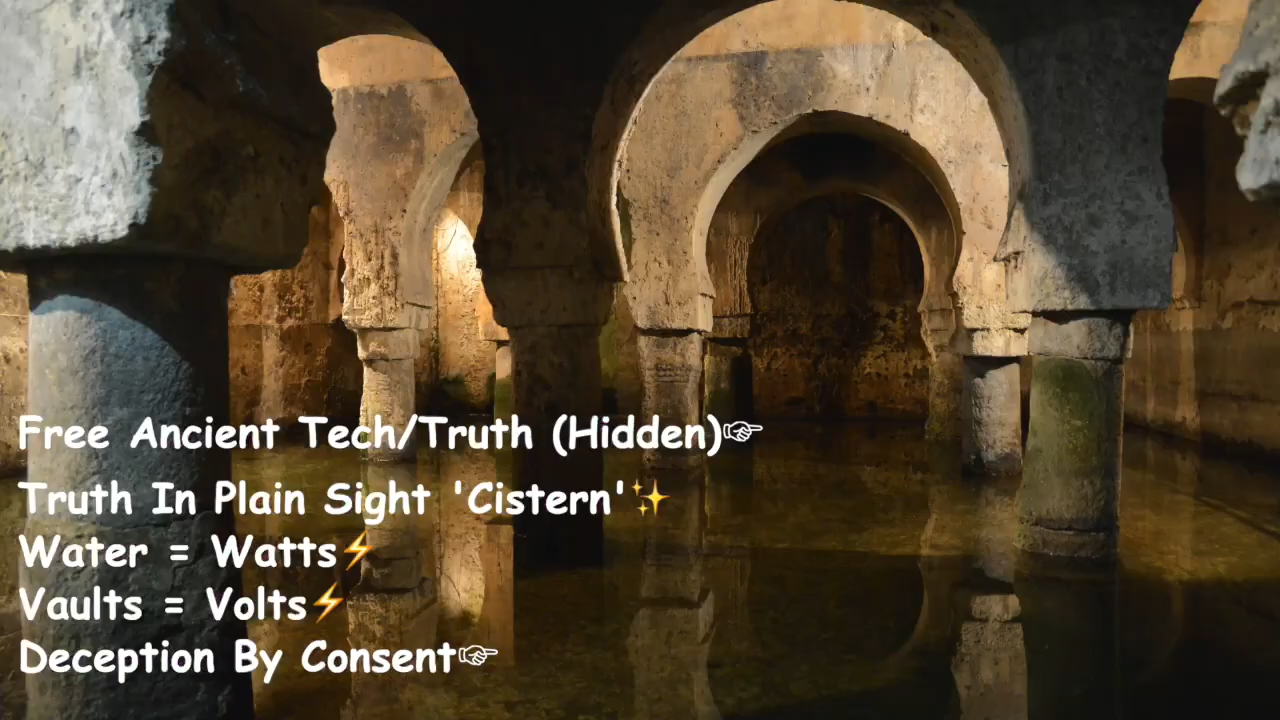 Free Ancient Tech/Truth (Hidden)☞
Truth In Plain Sight 'Cistern'✨
Water = Watts⚡
Vaults = Volts⚡
Deception By Consent☞